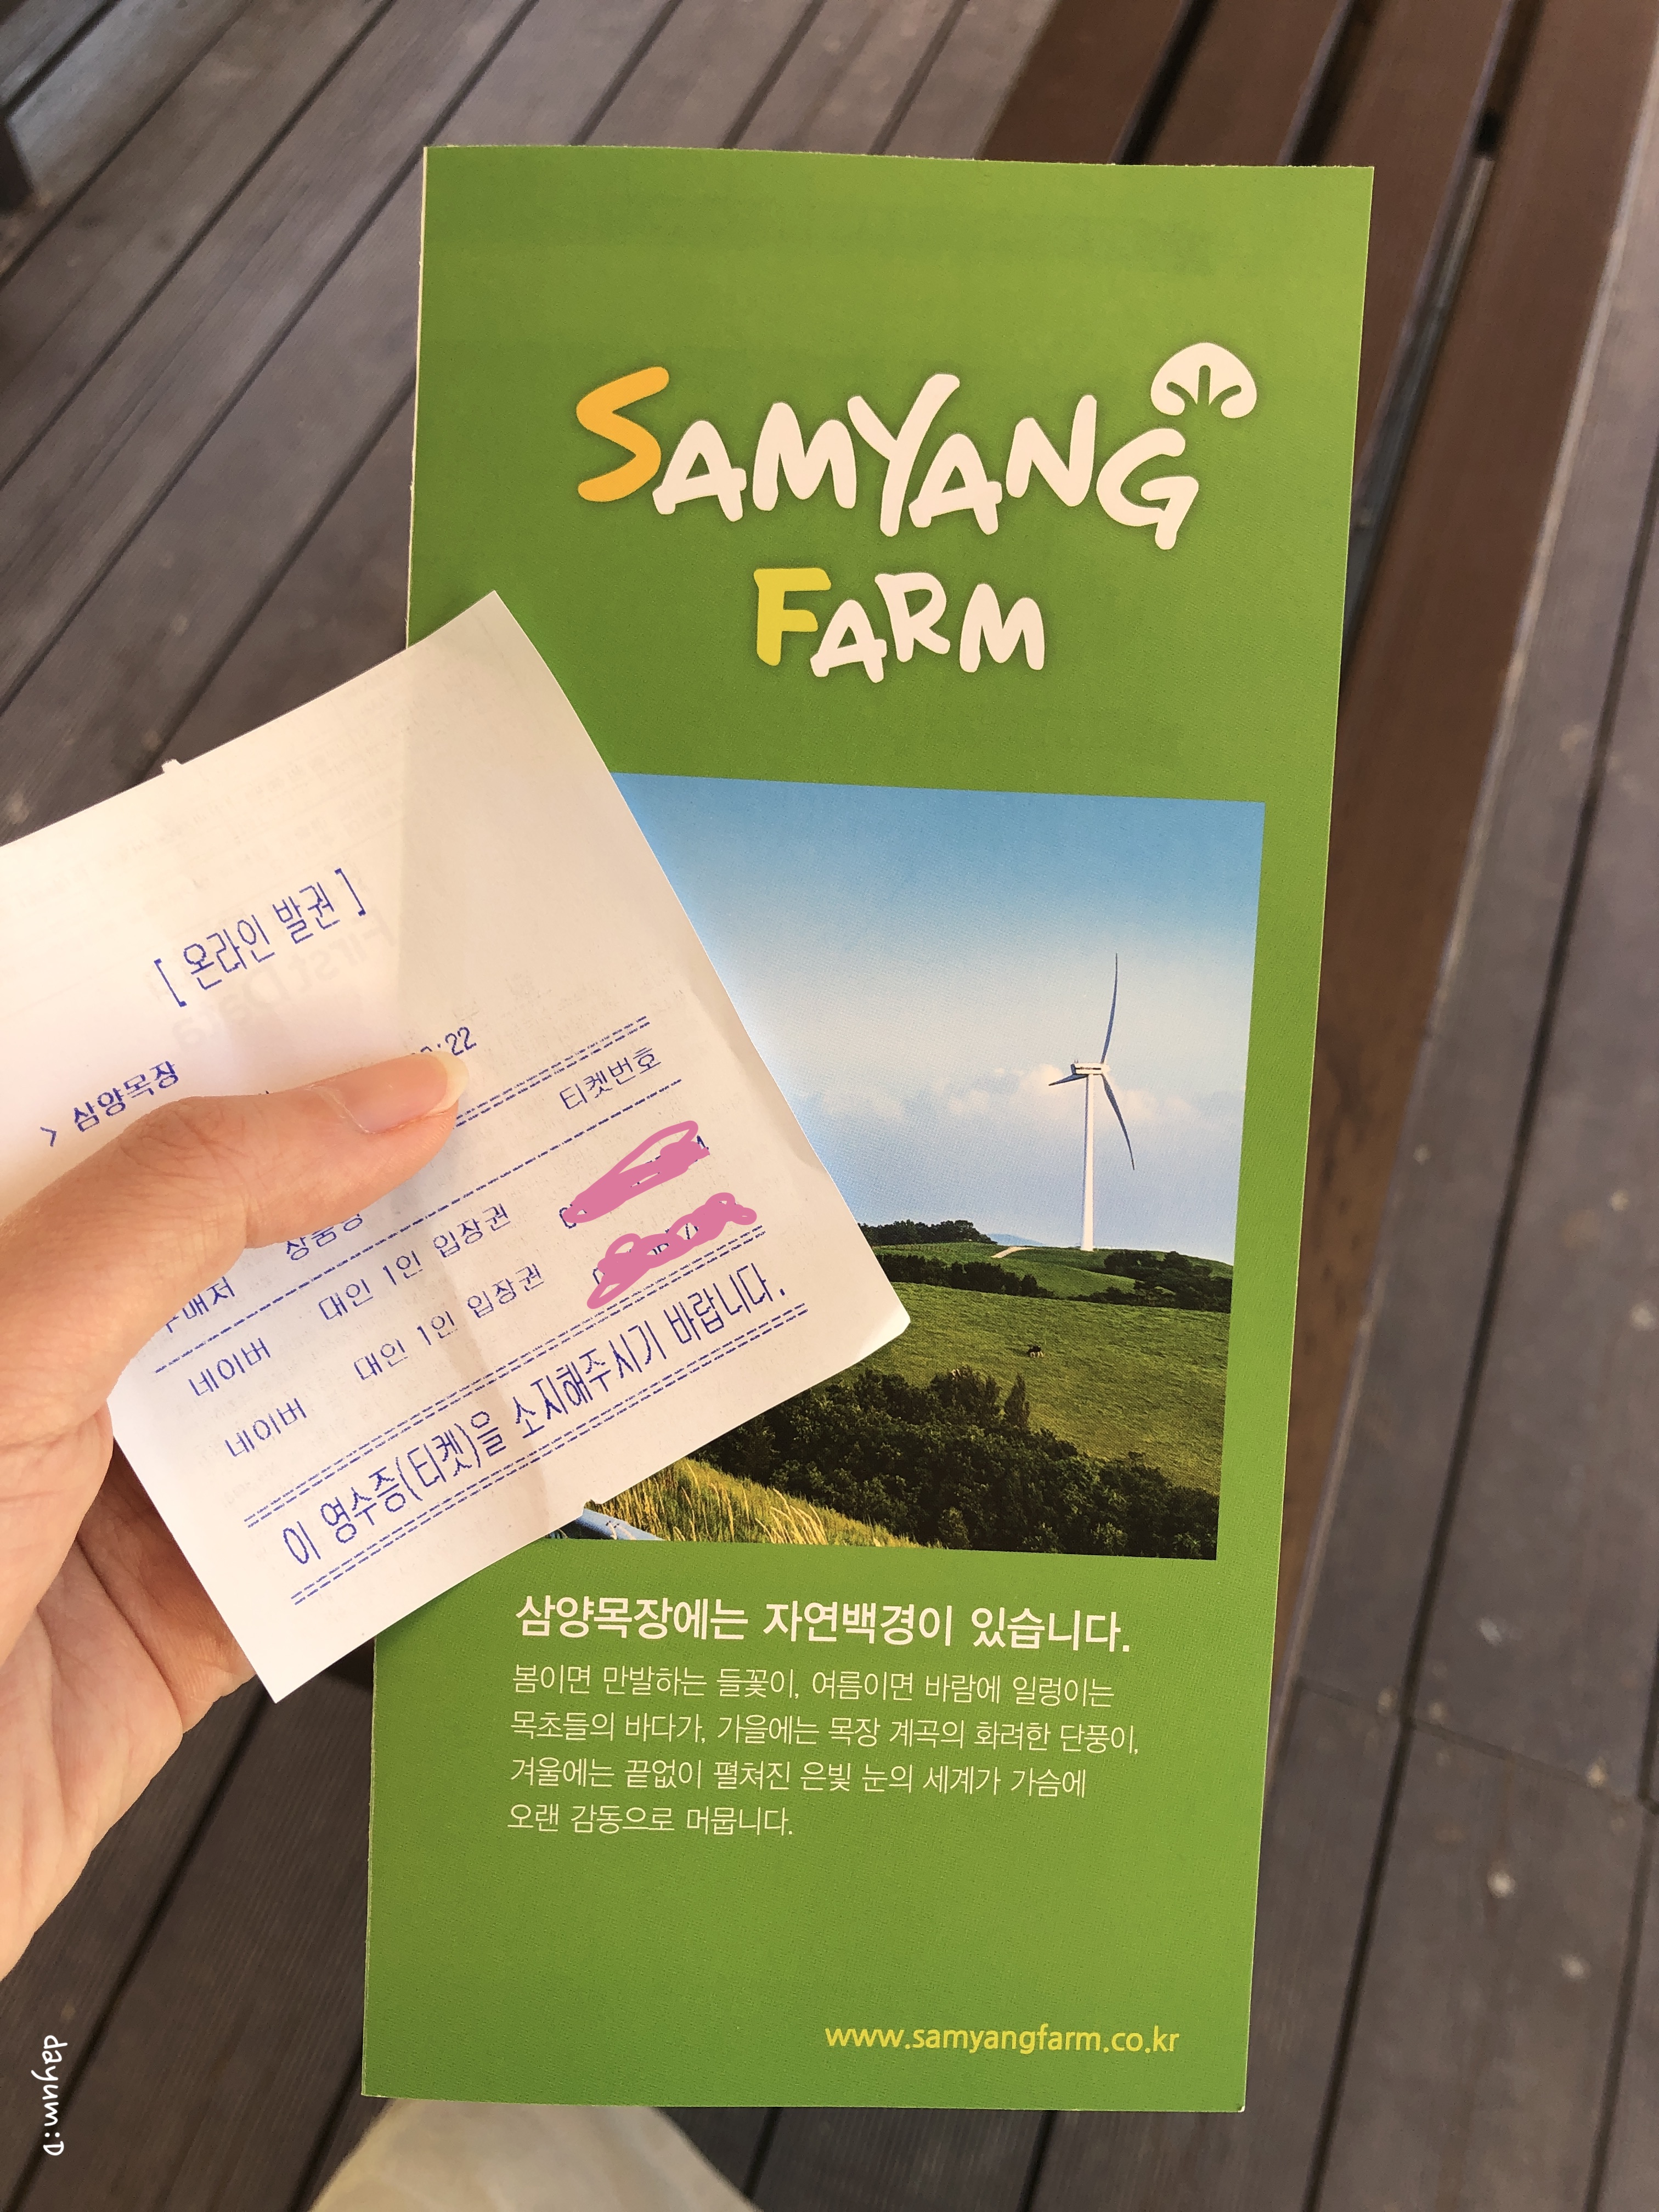 SAMYANG
FARM
[ 온라인 발권 ]
> 삼양목장
:22
티켓번호
네이버 대인 1인 입장권
네이버 대인 1인 입장권
이 영수증(티켓)을 소지해주시기 바랍니다.
삼양목장에는 자연백경이 있습니다.
봄이면 만발하는 들꽃이, 여름이면 바람에 일렁이는
목초들의 바다가, 가을에는 목장 계곡의 화려한 단풍이,
겨울에는 끝없이 펼쳐진 은빛 눈의 세계가 가슴에
오랜 감동으로 머뭅니다.
www.samyangfarm.co.kr
dayum:D